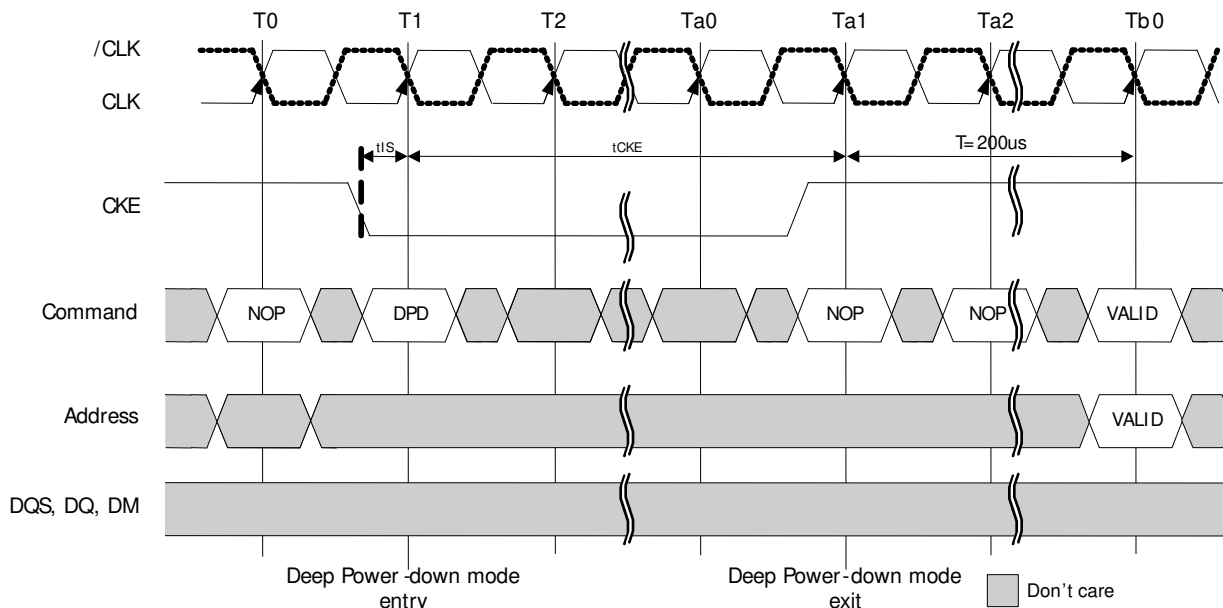 T0 T1 T2 Ta0 Ta1 Ta2 Tb0
/CLK
CLK
tIS tCKE T=200us
CKE
Command NOP DPD NOP NOP VALID
Address VALID
DQS, DQ, DM
Deep Power-down mode entry
Deep Power-down mode exit
Don't care